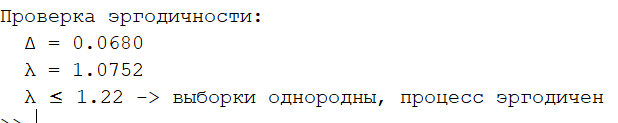 Проверка эргодичности:
Δ = 0.0680
λ = 1.0752
λ ≤ 1.22 -> выборки однородны, процесс эргодичен
>>